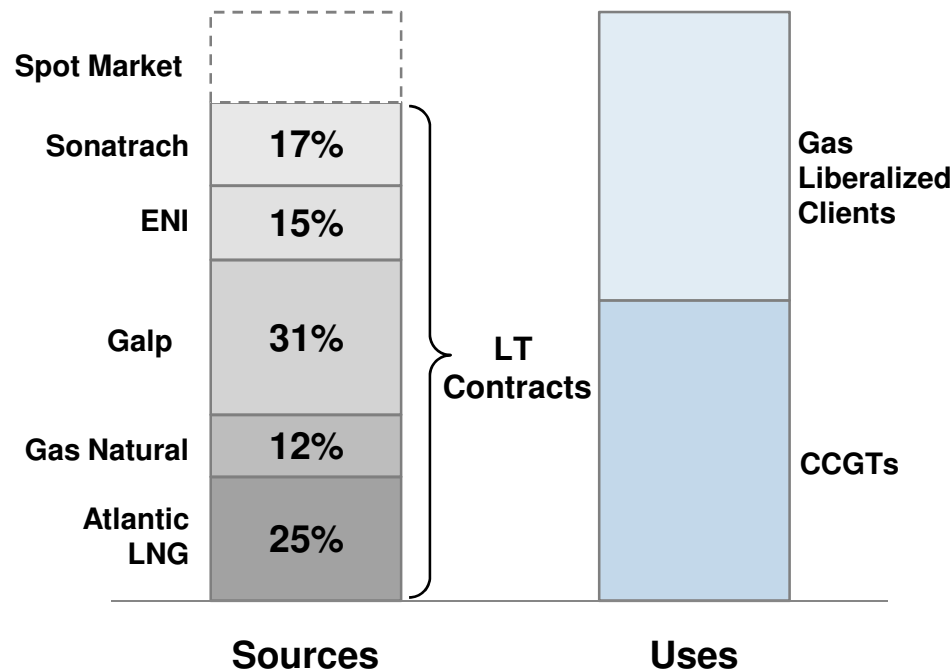 Spot Market
Sonatrach
17%
ENI
15%
Galp
31%
Gas Natural
12%
Atlantic
LNG
25%
LT
Contracts
Gas
Liberalized
Clients
CCGTs
Sources
Uses